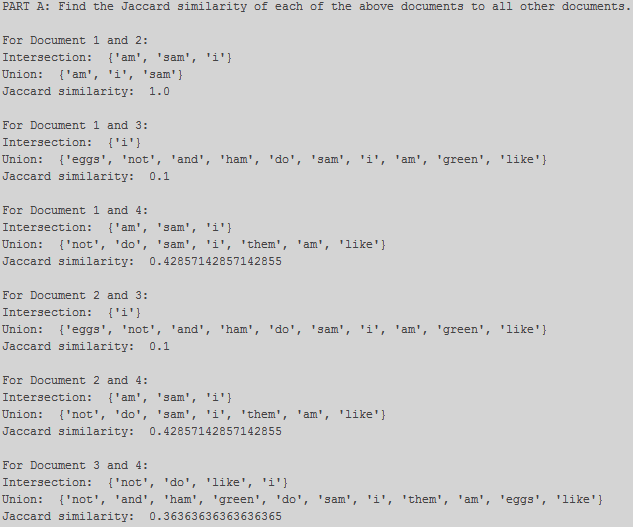 PART A: Find the Jaccard similarity of each of the above documents to all other documents.
For Document 1 and 2:
Intersection:  {'am', 'sam', 'i'}
Union:  {'am', 'i', 'sam'}
Jaccard similarity:  1.0
For Document 1 and 3:
Intersection:  {'i'}
Union:  {'eggs', 'not', 'and', 'ham', 'do', 'sam', 'i', 'am', 'green', 'like'}
Jaccard similarity:  0.1
For Document 1 and 4:
Intersection:  {'am', 'sam', 'i'}
Union:  {'not', 'do', 'sam', 'i', 'them', 'am', 'like'}
Jaccard similarity:  0.42857142857142855
For Document 2 and 3:
Intersection:  {'i'}
Union:  {'eggs', 'not', 'and', 'ham', 'do', 'sam', 'i', 'am', 'green', 'like'}
Jaccard similarity:  0.1
For Document 2 and 4:
Intersection:  {'am', 'sam', 'i'}
Union:  {'not', 'do', 'sam', 'i', 'them', 'am', 'like'}
Jaccard similarity:  0.42857142857142855
For Document 3 and 4:
Intersection:  {'not', 'do', 'like', 'i'}
Union:  {'not', 'and', 'ham', 'green', 'do', 'sam', 'i', 'them', 'am', 'eggs', 'like'}
Jaccard similarity:  0.36363636363636365